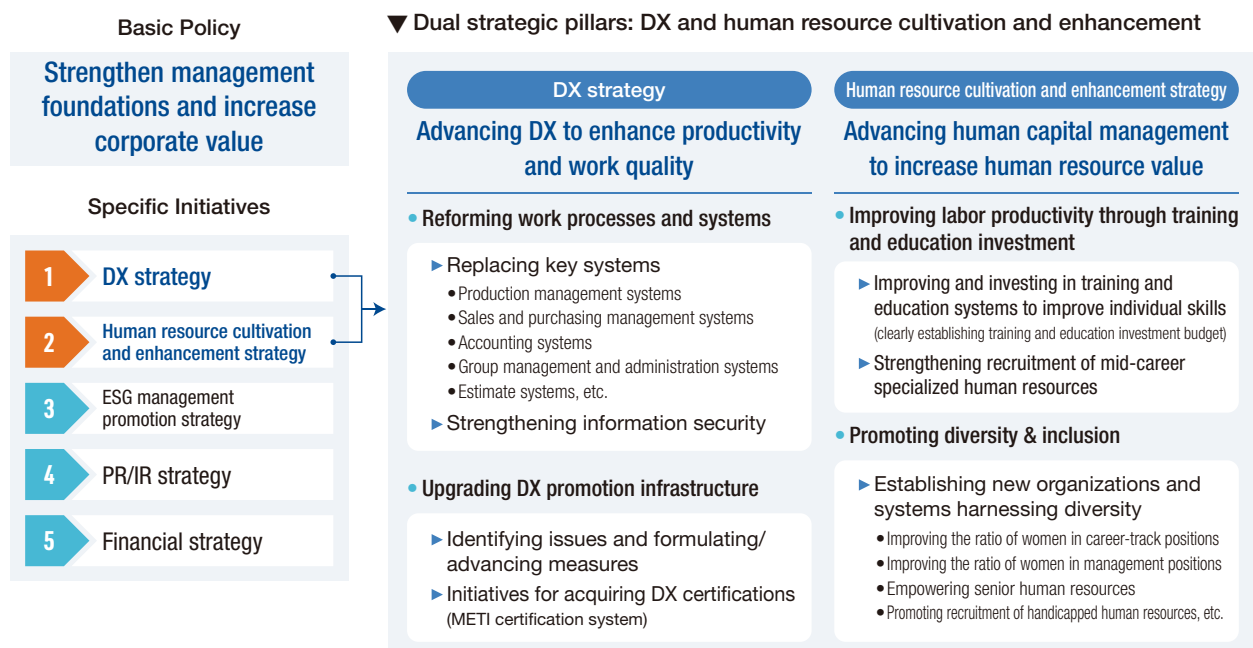 Basic Policy
Strengthen management
foundations and increase
corporate value
Specific Initiatives
1 DX strategy
2 Human resource cultivation
and enhancement strategy
3 ESG management
promotion strategy
4 PR/IR strategy
5 Financial strategy
▼ Dual strategic pillars: DX and human resource cultivation and enhancement
DX strategy
Advancing DX to enhance productivity
and work quality
• Reforming work processes and systems
▶ Replacing key systems
• Production management systems
• Sales and purchasing management systems
• Accounting systems
• Group management and administration systems
• Estimate systems, etc.
▶ Strengthening information security
• Upgrading DX promotion infrastructure
▶ Identifying issues and formulating/
advancing measures
▶ Initiatives for acquiring DX certifications
(METI certification system)
Human resource cultivation and enhancement strategy
Advancing human capital management
to increase human resource value
• Improving labor productivity through training
and education investment
▶ Improving and investing in training and
education systems to improve individual skills
(clearly establishing training and education investment budget)
▶ Strengthening recruitment of mid-career
specialized human resources
• Promoting diversity & inclusion
▶ Establishing new organizations and
systems harnessing diversity
• Improving the ratio of women in career-track positions
• Improving the ratio of women in management positions
• Empowering senior human resources
• Promoting recruitment of handicapped human resources, etc.